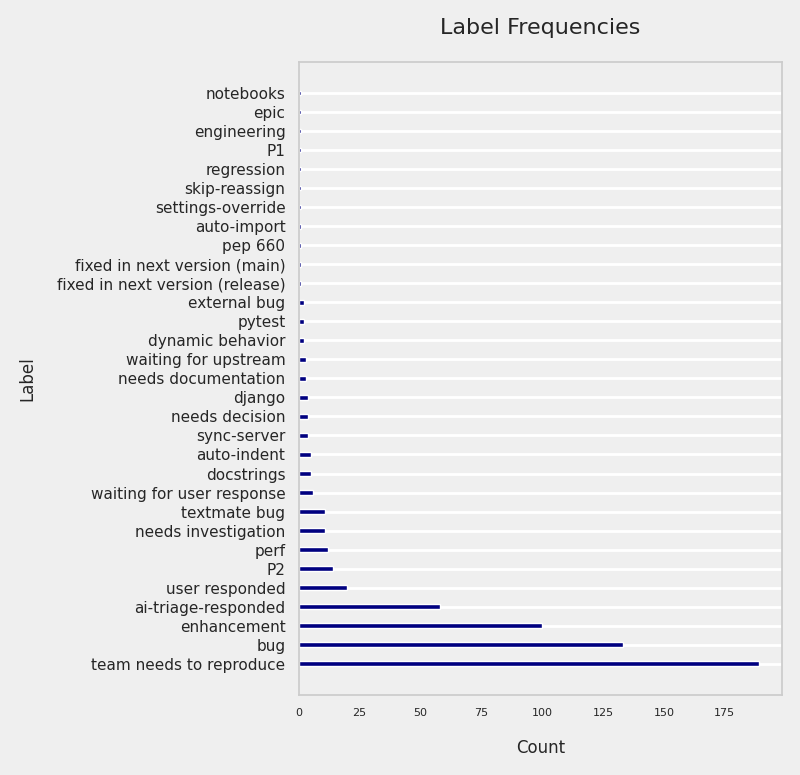 Label Frequencies
notebooks
epic
engineering
P1
regression
skip-reassign
settings-override
auto-import
pep 660
fixed in next version (main)
fixed in next version (release)
external bug
pytest
dynamic behavior
waiting for upstream
needs documentation
django
needs decision
sync-server
auto-indent
docstrings
waiting for user response
textmate bug
needs investigation
perf
P2
user responded
ai-triage-responded
enhancement
bug
team needs to reproduce
Label
0 25 50 75 100 125 150 175
Count